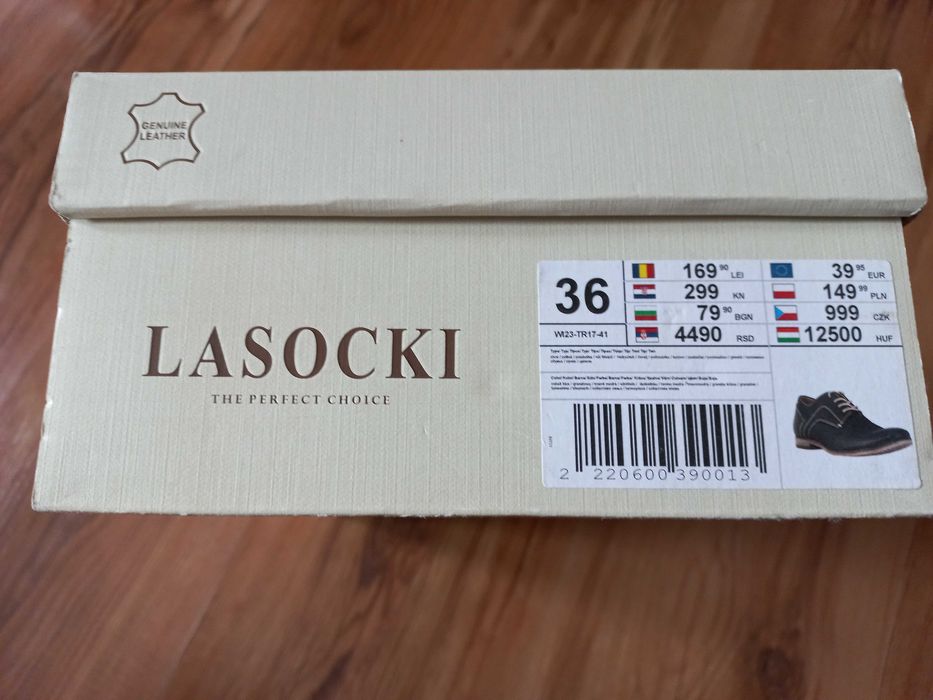 GENUINE
LEATHER
LASOCKI
THE PERFECT CHOICE
36
WI23-TR17-41
169 90 LEI
299 KN
79 90 BGN
4490 RSD
39 95 EUR
149 99 PLN
999 CZK
12500 HUF
2 220600 390013